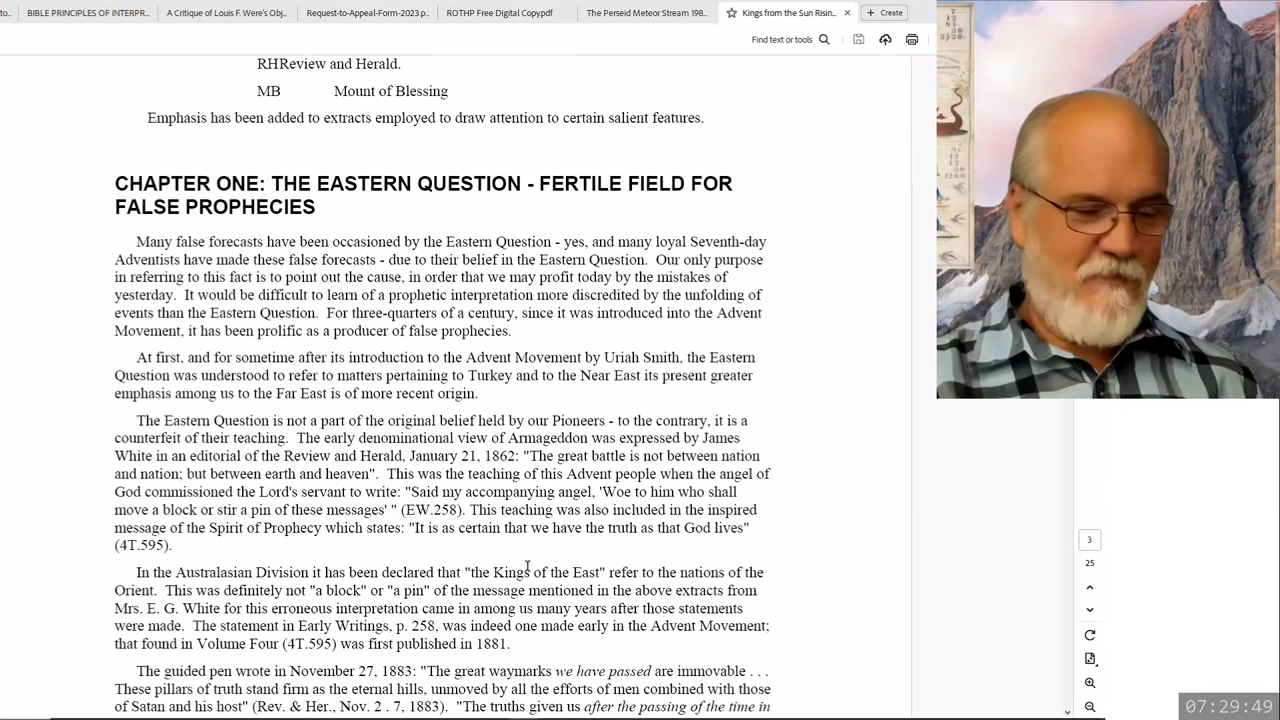 BIBLE PRINCIPLES OF INTERPR...
A Critique of Louis F. Were's Obj...
Request-to-Appeal-Form-2023.p...
ROTHP Free Digital Copy.pdf
The Perseid Meteor Stream 198...
Kings from the Sun Risin...
Create
Find text or tools
RHReview and Herald.
MB Mount of Blessing
Emphasis has been added to extracts employed to draw attention to certain salient features.
CHAPTER ONE: THE EASTERN QUESTION - FERTILE FIELD FOR
FALSE PROPHECIES
Many false forecasts have been occasioned by the Eastern Question - yes, and many loyal Seventh-day
Adventists have made these false forecasts - due to their belief in the Eastern Question. Our only purpose
in referring to this fact is to point out the cause, in order that we may profit today by the mistakes of
yesterday. It would be difficult to learn of a prophetic interpretation more discredited by the unfolding of
events than the Eastern Question. For three-quarters of a century, since it was introduced into the Advent
Movement, it has been prolific as a producer of false prophecies.
At first, and for sometime after its introduction to the Advent Movement by Uriah Smith, the Eastern
Question was understood to refer to matters pertaining to Turkey and to the Near East its present greater
emphasis among us to the Far East is of more recent origin.
The Eastern Question is not a part of the original belief held by our Pioneers - to the contrary, it is a
counterfeit of their teaching. The early denominational view of Armageddon was expressed by James
White in an editorial of the Review and Herald, January 21, 1862: "The great battle is not between nation
and nation; but between earth and heaven". This was the teaching of this Advent people when the angel of
God commissioned the Lord's servant to write: "Said my accompanying angel, 'Woe to him who shall
move a block or stir a pin of these messages' " (EW.258). This teaching was also included in the inspired
message of the Spirit of Prophecy which states: "It is as certain that we have the truth as that God lives"
(4T.595).
In the Australasian Division it has been declared that "the Kings of the East" refer to the nations of the
Orient. This was definitely not "a block" or "a pin" of the message mentioned in the above extracts from
Mrs. E. G. White for this erroneous interpretation came in among us many years after those statements
were made. The statement in Early Writings, p. 258, was indeed one made early in the Advent Movement;
that found in Volume Four (4T.595) was first published in 1881.
The guided pen wrote in November 27, 1883: "The great waymarks we have passed are immovable . . .
These pillars of truth stand firm as the eternal hills, unmoved by all the efforts of men combined with those
of Satan and his host" (Rev. & Her., Nov. 2 . 7, 1883). "The truths given us after the passing of the time in
3
25
07:29:49